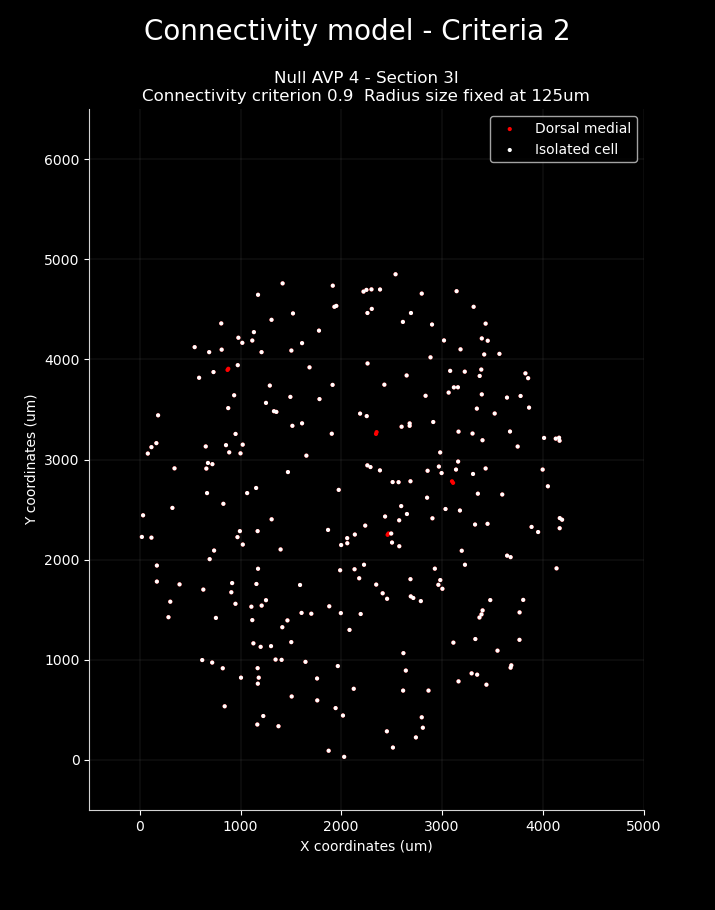 Connectivity model - Criteria 2
Null AVP 4 - Section 3l
Connectivity criterion 0.9  Radius size fixed at 125um
Dorsal medial
Isolated cell
6000
5000
4000
3000
2000
1000
0
Y coordinates (um)
0 1000 2000 3000 4000 5000
X coordinates (um)